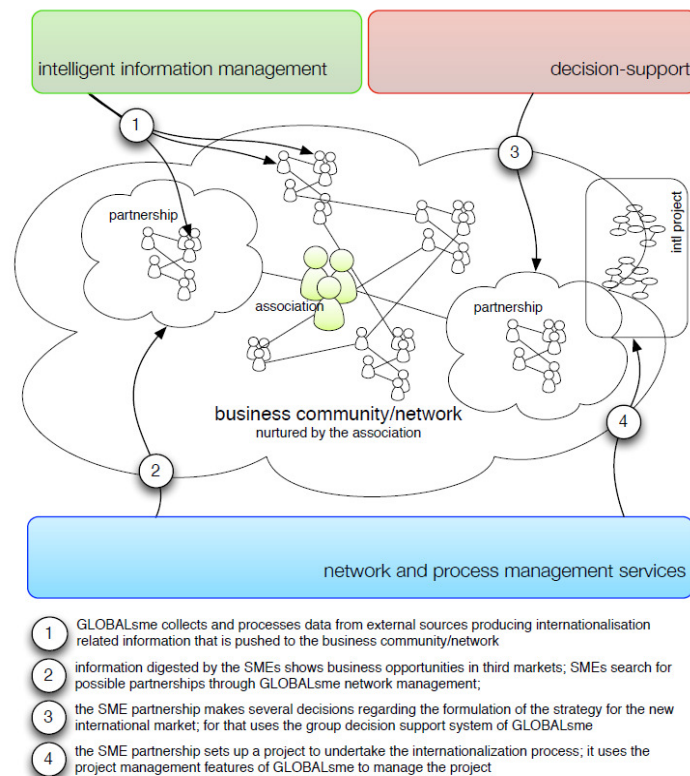 intelligent information management
decision-support
1
3
partnership
intl project
association
partnership
business community/network
nurtured by the association
4
2
network and process management services
1
GLOBALsme collects and processes data from external sources producing internationalisation
related information that is pushed to the business community/network
2
information digested by the SMEs shows business opportunities in third markets; SMEs search for
possible partnerships through GLOBALsme network management;
3
the SME partnership makes several decisions regarding the formulation of the strategy for the new
international market; for that uses the group decision support system of GLOBALsme
4
the SME partnership sets up a project to undertake the internationalization process; it uses the
project management features of GLOBALsme to manage the project